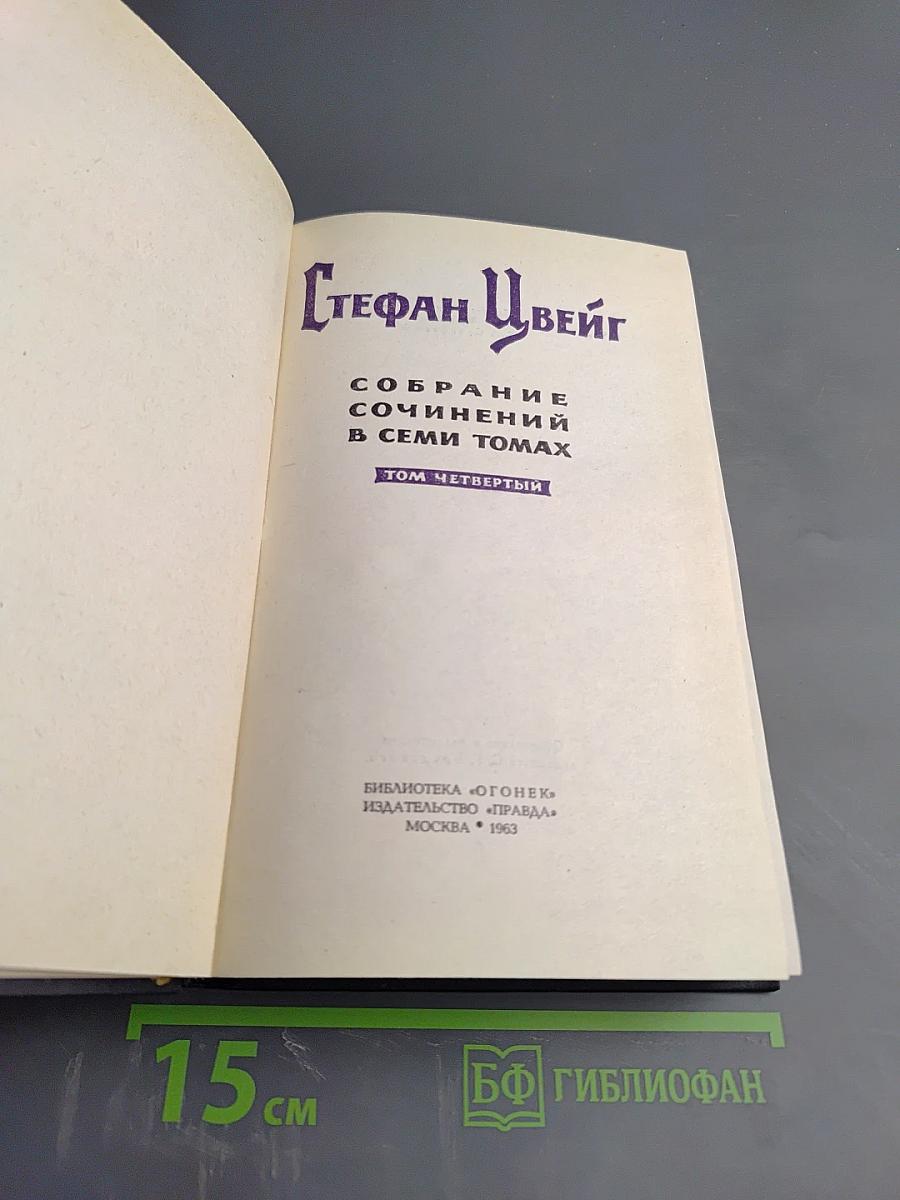 СТЕФАН ЦВЕЙГ
СОБРАНИЕ
СОЧИНЕНИЙ
В СЕМИ ТОМАХ
ТОМ ЧЕТВЕРТЫЙ
БИБЛИОТЕКА «ОГОНЕК»
ИЗДАТЕЛЬСТВО «ПРАВДА»
МОСКВА • 1963
15 СМ
БФ ГИБЛИОФАН